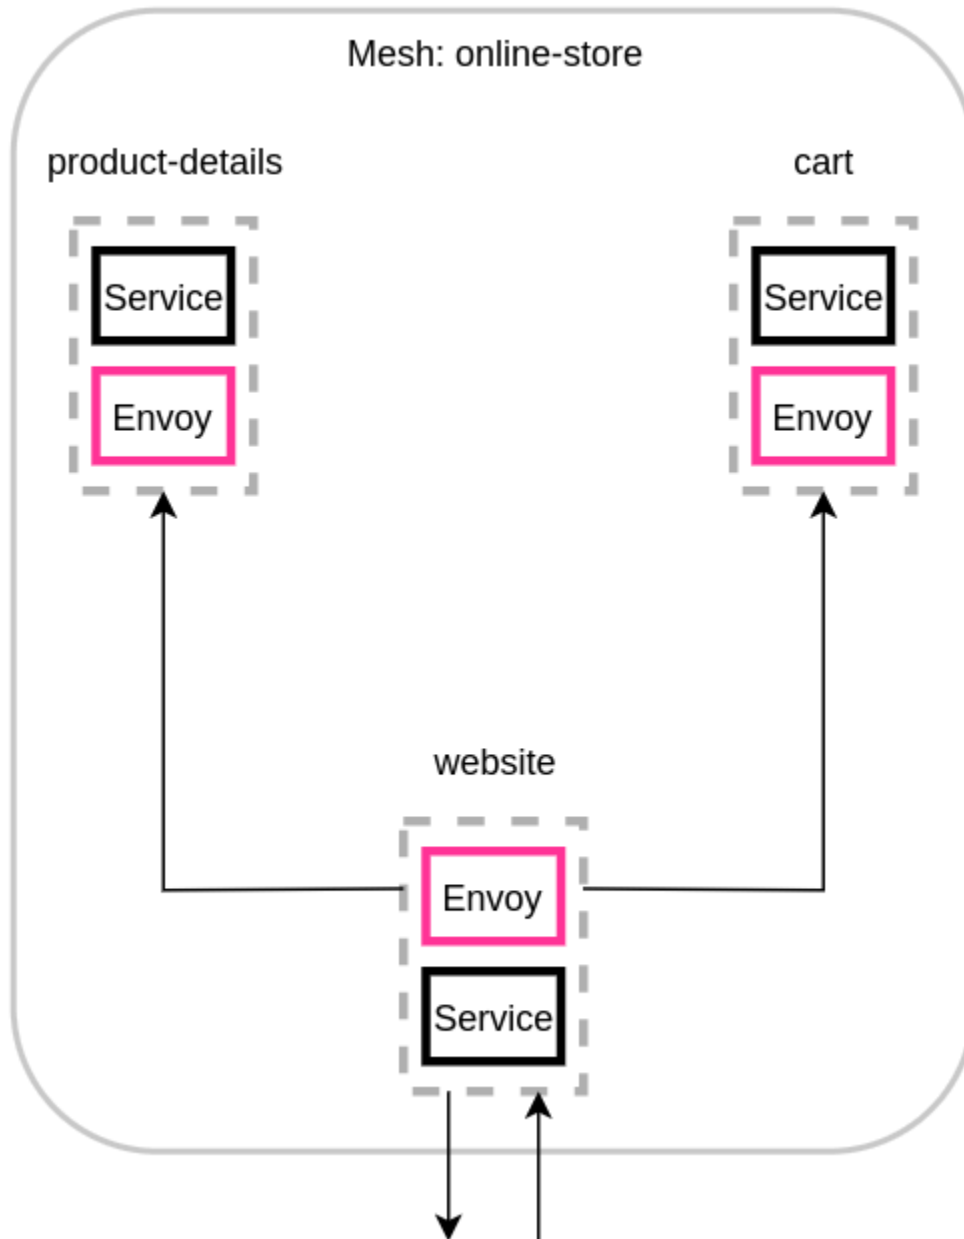 Mesh: online-store
product-details
cart
Service
Service
Envoy
Envoy
website
Envoy
Service